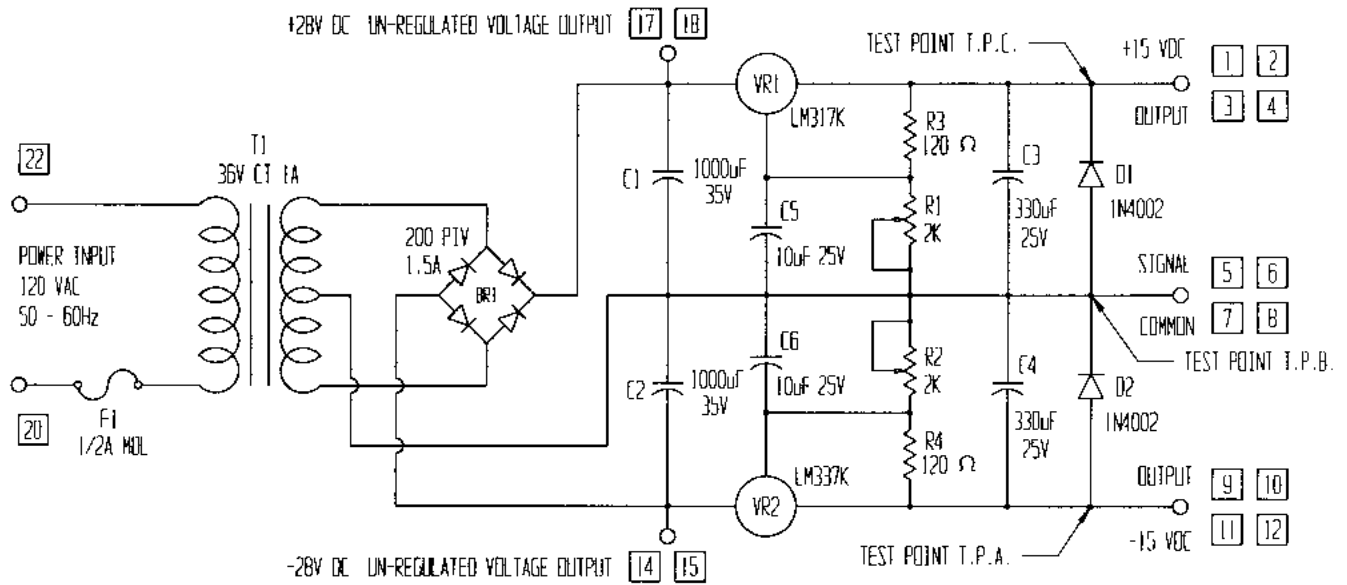 +28V DC UN-REGULATED VOLTAGE OUTPUT 17 18
TEST POINT T.P.C.
+15 VDC 1 2
OUTPUT 3 4
VR1
LM317K
R3
120 Ω
22
T1
36V CT 1A
C1
1000uF
35V
C3
330uF
25V
D1
1N4002
C5
10uF 25V
R1
2K
POWER INPUT
120 VAC
50 - 60Hz
200 PIV
1.5A
BR1
SIGNAL 5 6
COMMON 7 8
TEST POINT T.P.B.
C6
10uF 25V
R2
2K
C2
1000uF
35V
C4
330uF
25V
D2
1N4002
20
F1
1/2A MDL
LM337K
VR2
R4
120 Ω
OUTPUT 9 10
-15 VDC 11 12
TEST POINT T.P.A.
-28V DC UN-REGULATED VOLTAGE OUTPUT 14 15